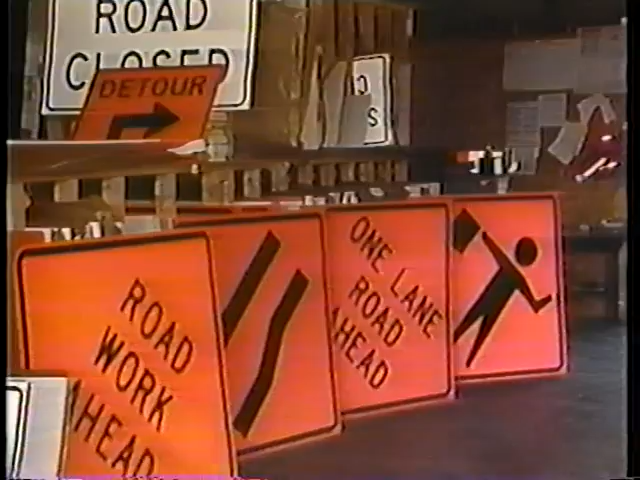 ROAD
CLOSED
DETOUR
ROAD
WORK
AHEAD
ONE LANE
ROAD
AHEAD